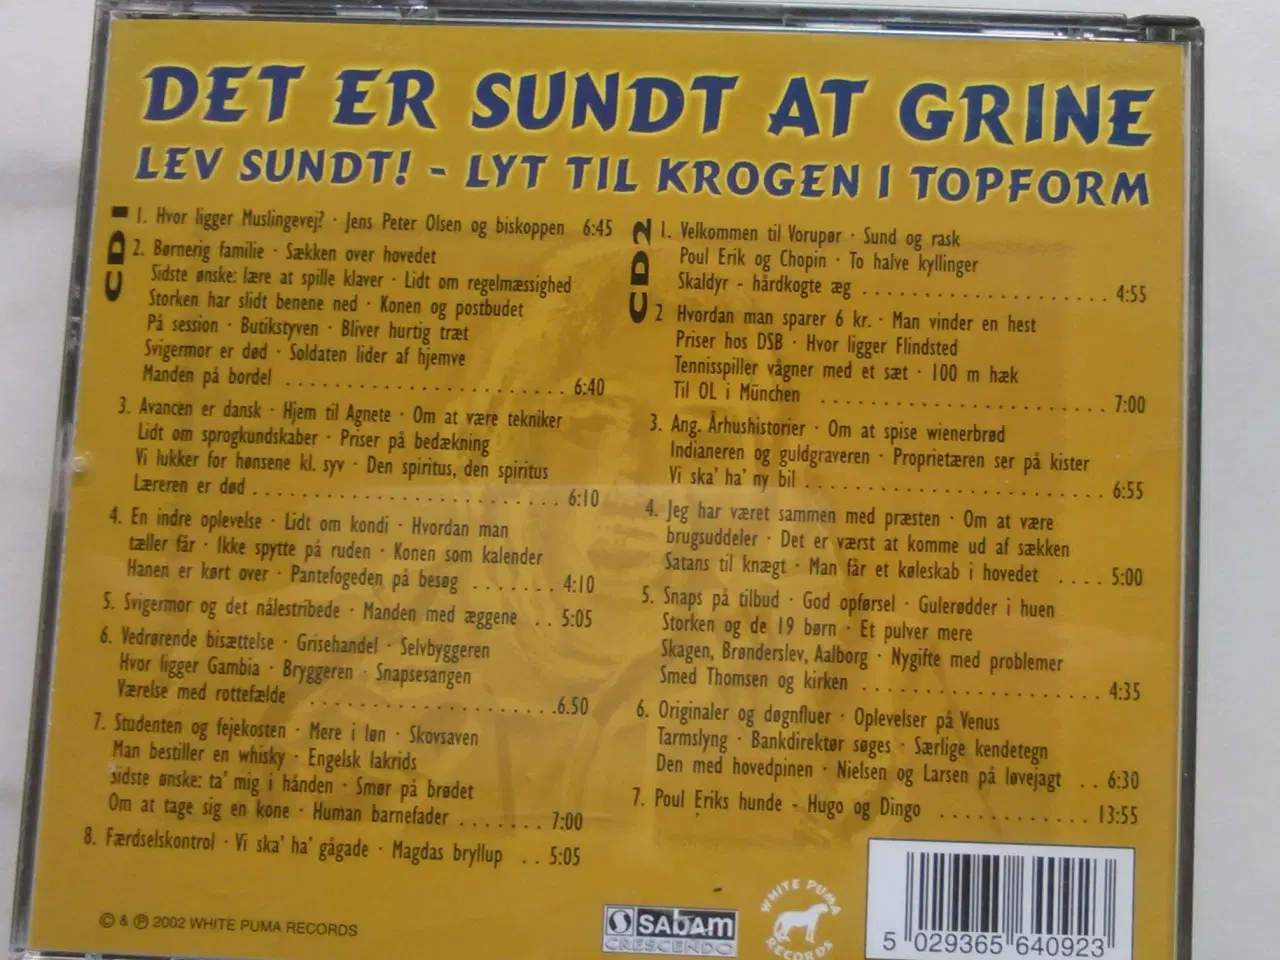 DET ER SUNDT AT GRINE
LEV SUNDT! - LYT TIL KROGEN I TOPFORM
CD1
1. Hvor ligger Muslingevej? · Jens Peter Olsen og biskoppen 6:45
2. Børnerig familie · Sækken over hovedet
Sidste ønske: lære at spille klaver · Lidt om regelmæssighed
Storken har slidt benene ned · Konen og postbudet
På session · Butikstyven · Bliver hurtig træt
Svigermor er død · Soldaten lider af hjemve
Manden på bordel ........................ 6:40
3. Avancen er dansk · Hjem til Agnete · Om at være tekniker
Lidt om sprogkundskaber · Priser på bedækning
Vi lukker for hønsene kl. syv · Den spiritus, den spiritus
Læreren er død ........................... 6:10
4. En indre oplevelse · Lidt om kondi · Hvordan man
tæller får · Ikke spytte på ruden · Konen som kalender
Hanen er kørt over · Pantefogeden på besøg ....... 4:10
5. Svigermor og det nålestribede · Manden med æggene .. 5:05
6. Vedrørende bisættelse · Grisehandel · Selvbyggeren
Hvor ligger Gambia · Bryggeren · Snapsesangen
Værelse med rottefælde ......................6.50
7. Studenten og fejekosten · Mere i løn · Skovsaven
Man bestiller en whisky · Engelsk lakrids
Sidste ønske: ta' mig i hånden · Smør på brødet
Om at tage sig en kone · Human barnefader ....... 7:00
8. Færdselskontrol · Vi ska' ha' gågade · Magdas bryllup .. 5:05
CD2
1. Velkommen til Vorupør · Sund og rask
Poul Erik og Chopin · To halve kyllinger
Skaldyr - hårdkogte æg ..................... 4:55
2 Hvordan man sparer 6 kr. · Man vinder en hest
Priser hos DSB · Hvor ligger Flindsted
Tennisspiller vågner med et sæt · 100 m hæk
Til OL i München .......................... 7:00
3. Ang. Århushistorier · Om at spise wienerbrød
Indianeren og guldgraveren · Proprietæren ser på kister
Vi ska' ha' ny bil .......................... 6:55
4. Jeg har været sammen med præsten · Om at være
brugsuddeler · Det er værst at komme ud af sækken
Satans til knægt · Man får et køleskab i hovedet .... 5:00
5. Snaps på tilbud · God opførsel · Gulerødder i huen
Storken og de 19 børn · Et pulver mere
Skagen, Brønderslev, Aalborg · Nygifte med problemer
Smed Thomsen og kirken ..................... 4:35
6. Originaler og døgnfluer · Oplevelser på Venus
Tarmslyng · Bankdirektør søges · Særlige kendetegn
Den med hovedpinen · Nielsen og Larsen på løvejagt .. 6:30
7. Poul Eriks hunde - Hugo og Dingo ............ 13:55
© & ℗ 2002 WHITE PUMA RECORDS
SABAM
CRESCENDO
WHITE PUMA
RECORDS
5 029365 640923